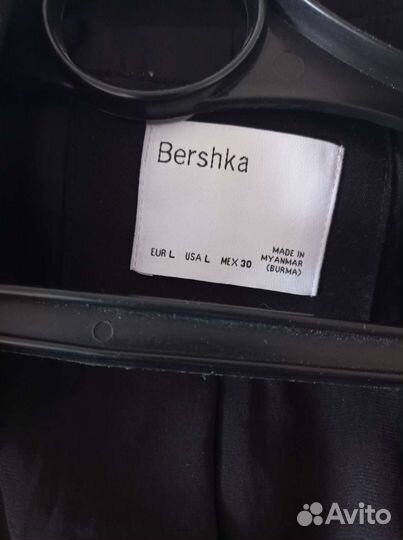 Bershka
EUR L USA L MEX 30
MADE IN
MYANMAR
(BURMA)
Avito